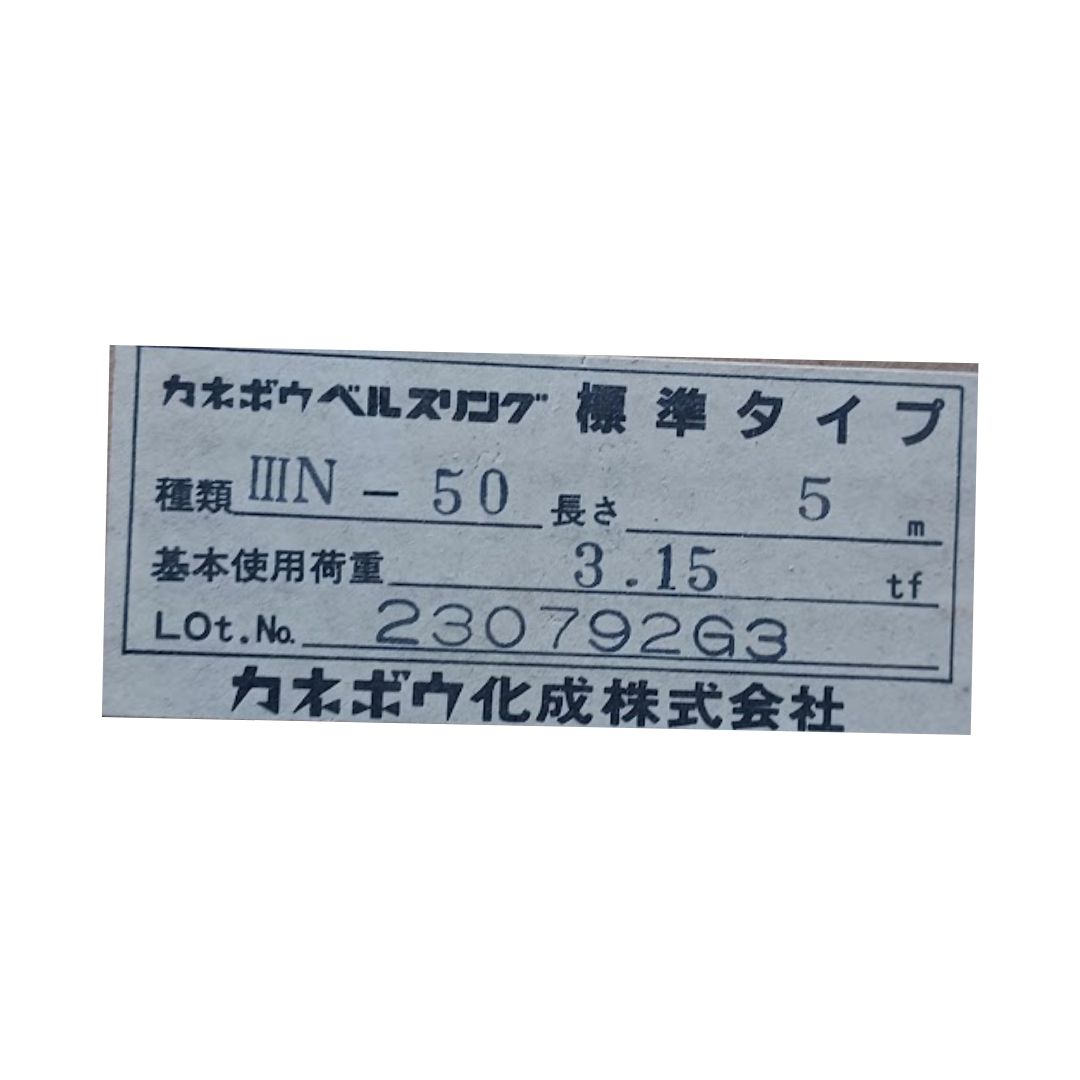 カネボウベルスリング 標準タイプ
種類 ⅢN - 50 長さ 5 m
基本使用荷重 3.15 tf
LOt.No. 230792G3
カネボウ化成株式会社